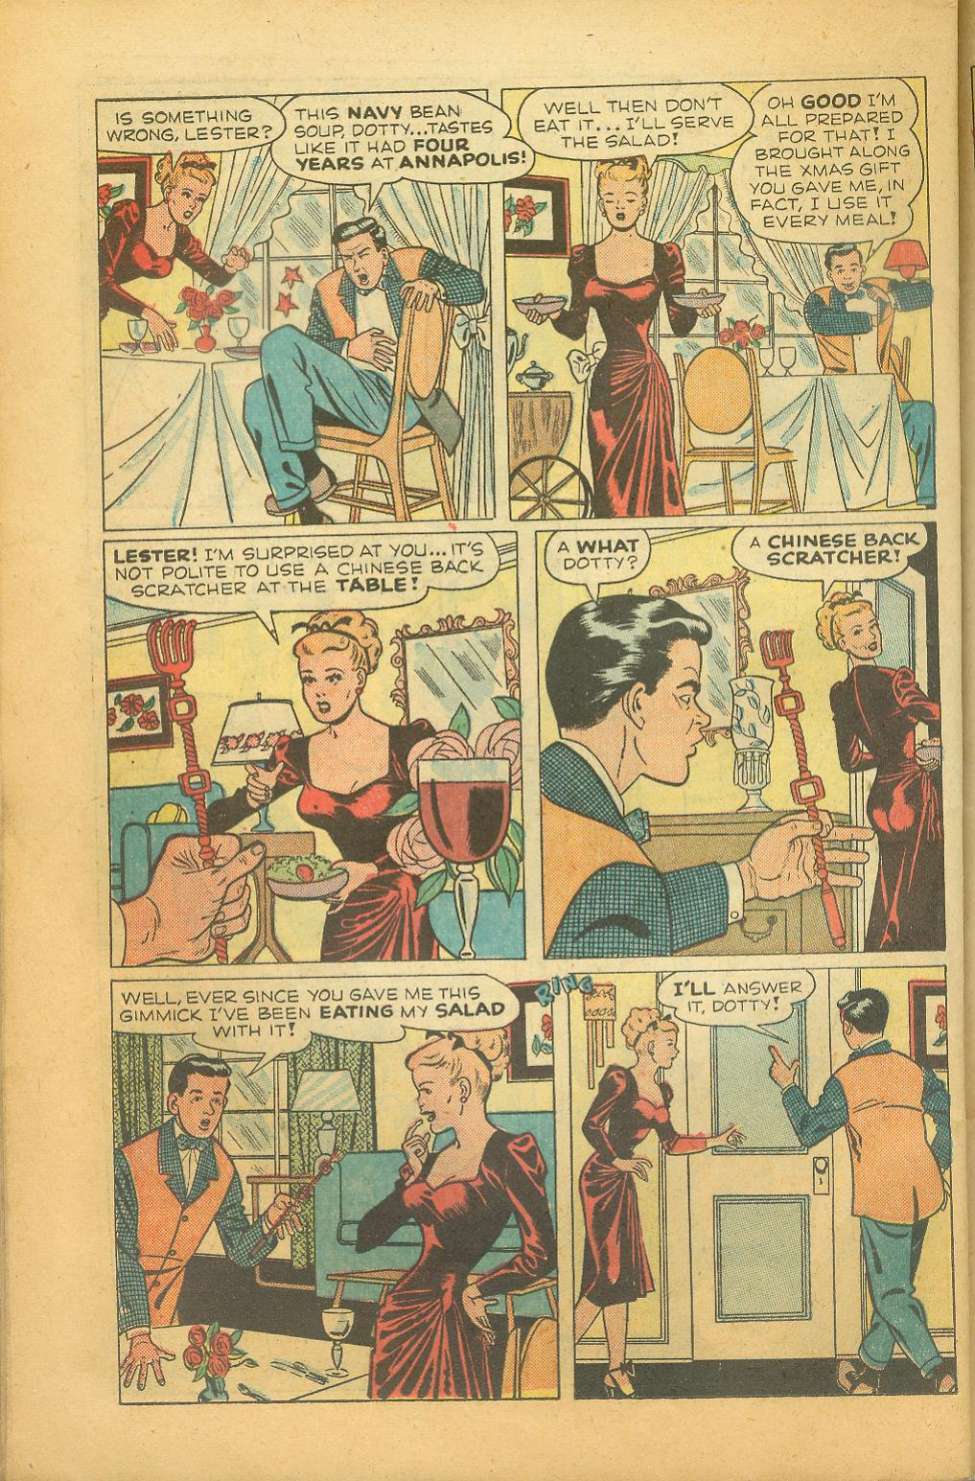 IS SOMETHING
WRONG, LESTER?
THIS NAVY BEAN
SOUP, DOTTY...TASTES
LIKE IT HAD FOUR
YEARS AT ANNAPOLIS!
WELL THEN DON'T
EAT IT... I'LL SERVE
THE SALAD!
OH GOOD I'M
ALL PREPARED
FOR THAT! I
BROUGHT ALONG
THE XMAS GIFT
YOU GAVE ME, IN
FACT, I USE IT
EVERY MEAL!
LESTER! I'M SURPRISED AT YOU... IT'S
NOT POLITE TO USE A CHINESE BACK
SCRATCHER AT THE TABLE!
A WHAT
DOTTY?
A CHINESE BACK
SCRATCHER!
WELL, EVER SINCE YOU GAVE ME THIS
GIMMICK I'VE BEEN EATING MY SALAD
WITH IT!
RING
I'LL ANSWER
IT, DOTTY!